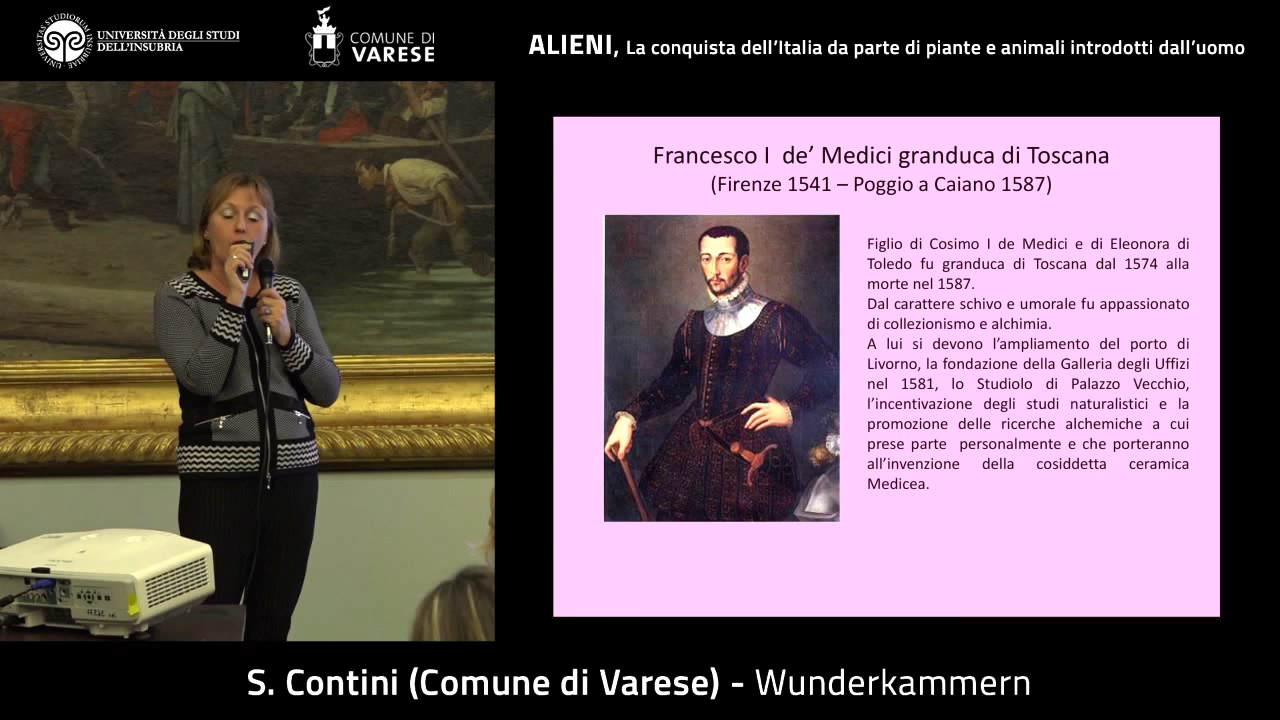 UNIVERSITÀ DEGLI STUDI
DELL'INSUBRIA
COMUNE DI
VARESE
ALIENI, La conquista dell'Italia da parte di piante e animali introdotti dall'uomo
Francesco I de' Medici granduca di Toscana
(Firenze 1541 – Poggio a Caiano 1587)
Figlio di Cosimo I de Medici e di Eleonora di
Toledo fu granduca di Toscana dal 1574 alla
morte nel 1587.
Dal carattere schivo e umorale fu appassionato
di collezionismo e alchimia.
A lui si devono l'ampliamento del porto di
Livorno, la fondazione della Galleria degli Uffizi
nel 1581, lo Studiolo di Palazzo Vecchio,
l'incentivazione degli studi naturalistici e la
promozione delle ricerche alchemiche a cui
prese parte personalmente e che porteranno
all'invenzione della cosiddetta ceramica
Medicea.
S. Contini (Comune di Varese) - Wunderkammern